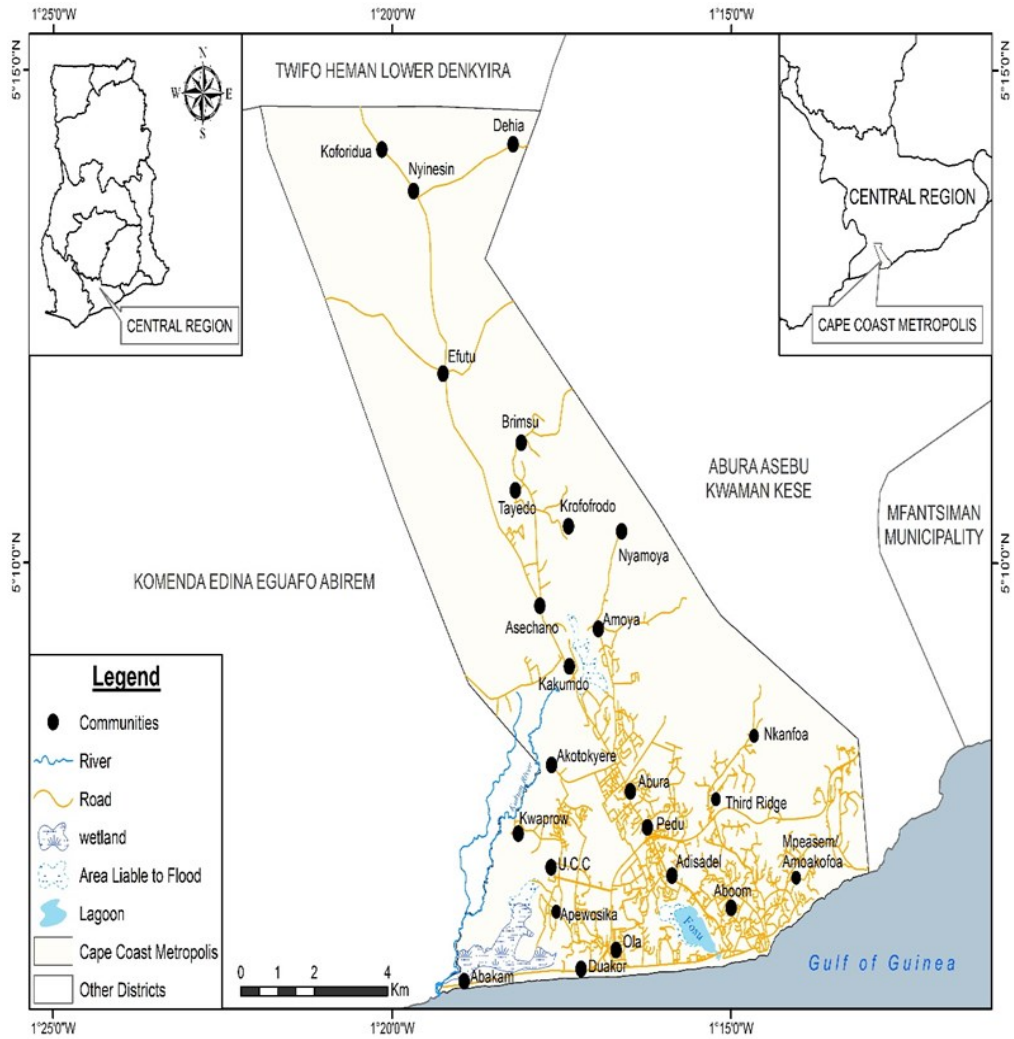 1°25'0"W
1°20'0"W
1°15'0"W
5°15'0"N
5°15'0"N
N
W
E
S
TWIFO HEMAN LOWER DENKYIRA
Dehia
Koforidua
Nyinesin
CENTRAL REGION
CENTRAL REGION
CAPE COAST METROPOLIS
Efutu
Brimsu
ABURA ASEBU
KWAMAN KESE
Tayedo
Krofofrodo
Nyamoya
MFANTSIMAN
MUNICIPALITY
5°10'0"N
5°10'0"N
KOMENDA EDINA EGUAFO ABIREM
Asechano
Amoya
Kakumdo
Nkanfoa
Akotokyere
Abura
Third Ridge
Kwaprow
Pedu
Mpeasem/
Amoakofoa
U.C.C
Adisadel
Aboom
Apewosika
Fosu
Ola
Duakor
Abakam
Gulf of Guinea
Legend
Communities
River
Road
wetland
Area Liable to Flood
Lagoon
Cape Coast Metropolis
Other Districts
0 1 2 4
Km
1°25'0"W
1°20'0"W
1°15'0"W